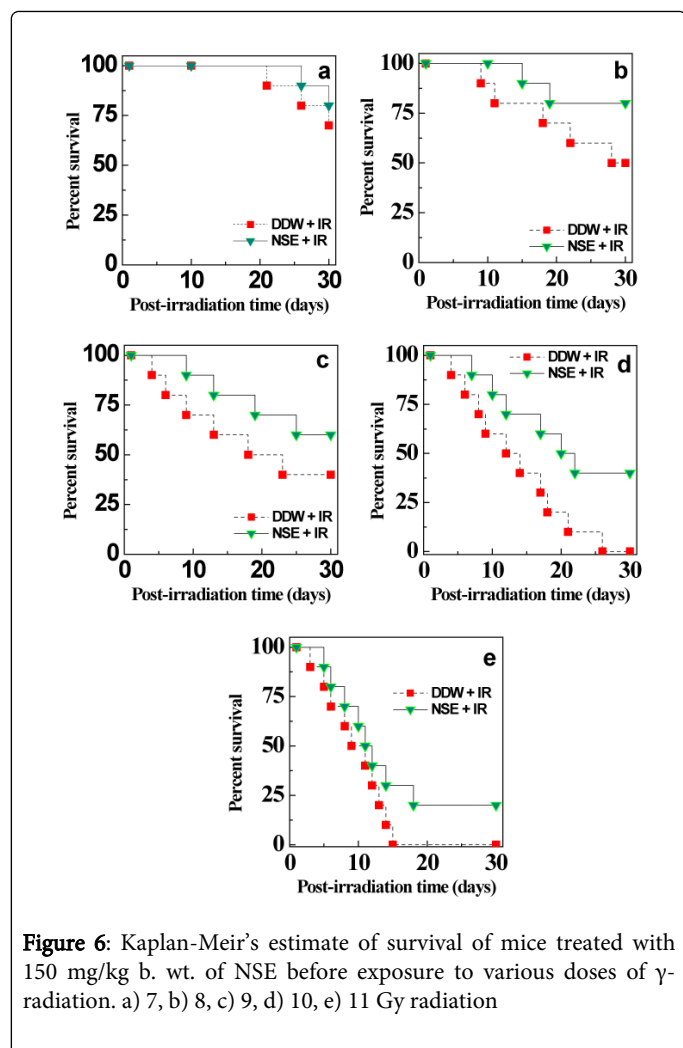 100
75
50
25
0
Percent survival
a
DDW + IR
NSE + IR
0 10 20 30
Post-irradiation time (days)
100
75
50
25
0
Percent survival
b
DDW + IR
NSE + IR
0 10 20 30
Post-irradiation time (days)
100
75
50
25
0
Percent survival
c
DDW + IR
NSE + IR
0 10 20 30
Post-irradiation time (days)
100
75
50
25
0
Percent survival
DDW + IR
NSE + IR
d
0 10 20 30
Post-irradiation time (days)
100
75
50
25
0
Percent survival
e
DDW + IR
NSE + IR
0 10 20 30
Post-irradiation time (days)
Figure 6: Kaplan-Meir’s estimate of survival of mice treated with
150 mg/kg b. wt. of NSE before exposure to various doses of γ-
radiation. a) 7, b) 8, c) 9, d) 10, e) 11 Gy radiation